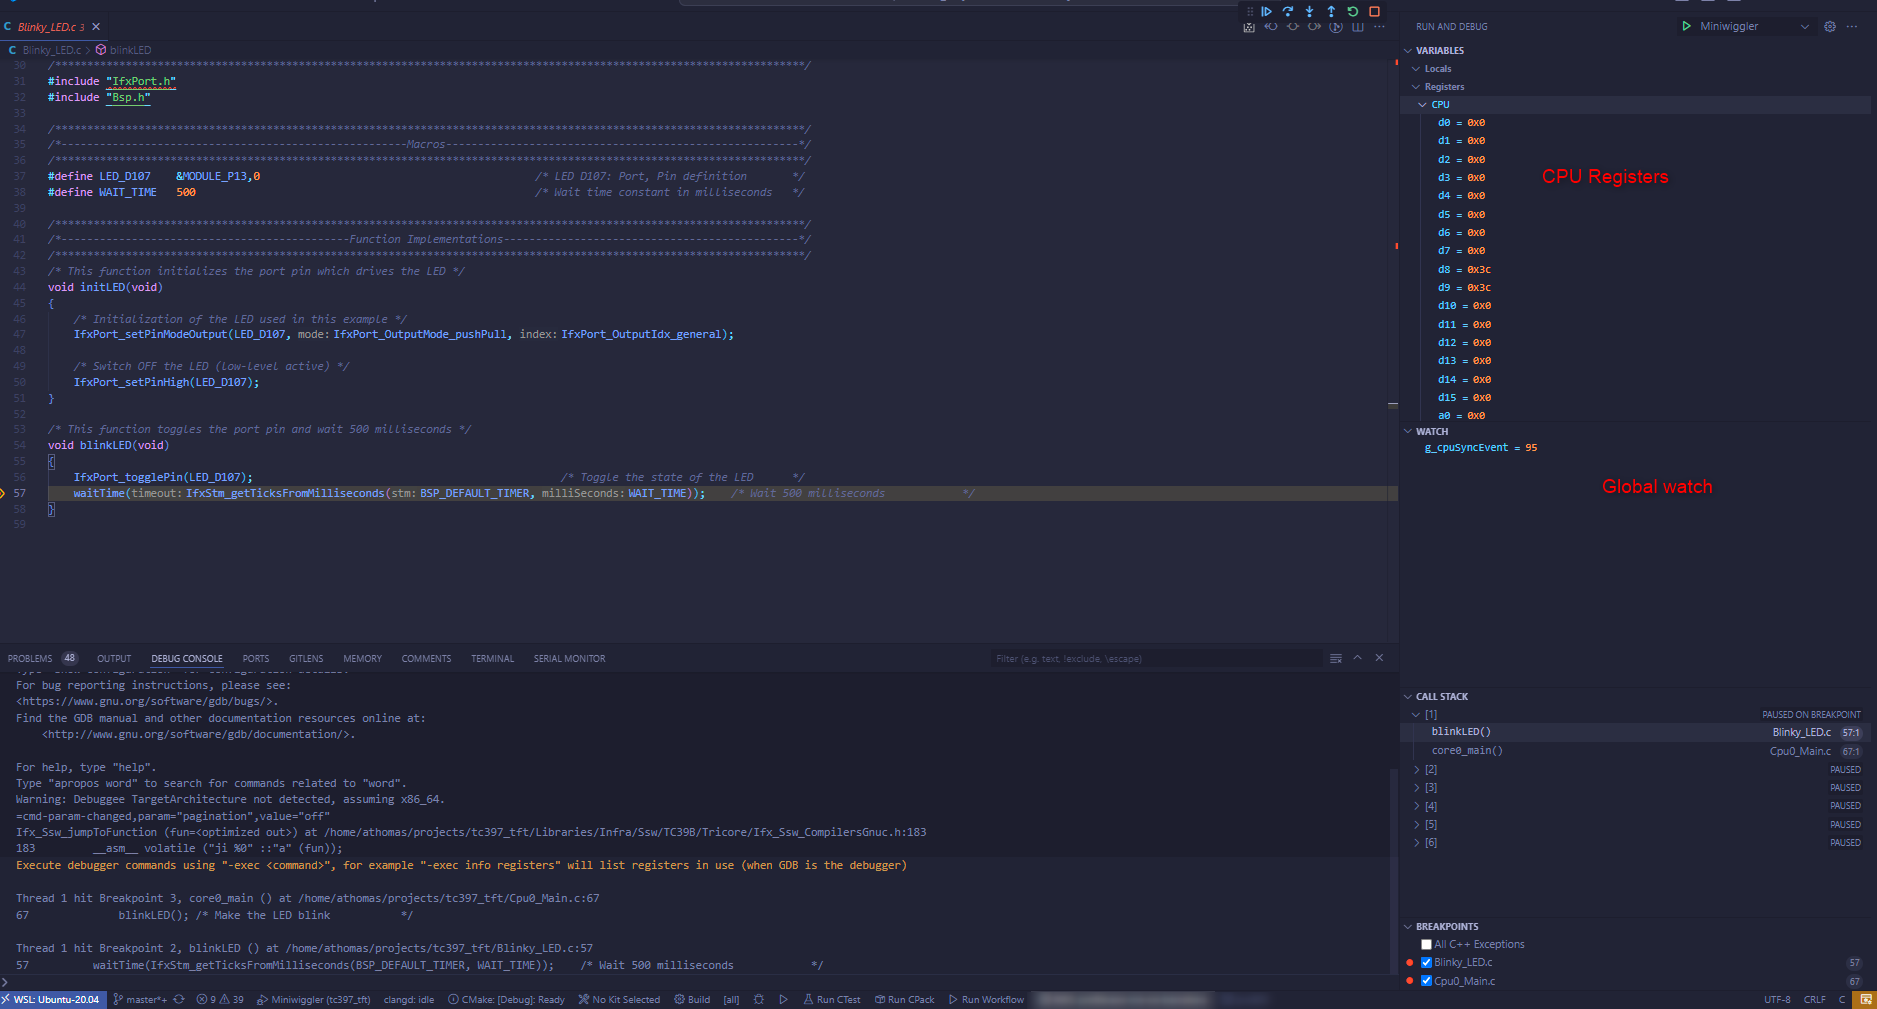 C Blinky_LED.c 3 ×
C Blinky_LED.c > blinkLED
30 /*********************************************************************************************************************/
31 #include "IfxPort.h"
32 #include "Bsp.h"
33
34 /*********************************************************************************************************************/
35 /*------------------------------------------------------Macros-------------------------------------------------------*/
36 /*********************************************************************************************************************/
37 #define LED_D107    &MODULE_P13,0    /* LED D107: Port, Pin definition       */
38 #define WAIT_TIME   500    /* Wait time constant in milliseconds   */
39
40 /*********************************************************************************************************************/
41 /*---------------------------------------------Function Implementations----------------------------------------------*/
42 /*********************************************************************************************************************/
43 /* This function initializes the port pin which drives the LED */
44 void initLED(void)
45 {
46     /* Initialization of the LED used in this example */
47     IfxPort_setPinModeOutput(LED_D107, mode: IfxPort_OutputMode_pushPull, index: IfxPort_OutputIdx_general);
48
49     /* Switch OFF the LED (low-level active) */
50     IfxPort_setPinHigh(LED_D107);
51 }
52
53 /* This function toggles the port pin and wait 500 milliseconds */
54 void blinkLED(void)
55 {
56     IfxPort_togglePin(LED_D107);    /* Toggle the state of the LED      */
57     waitTime(timeout: IfxStm_getTicksFromMilliseconds(stm: BSP_DEFAULT_TIMER, milliSeconds: WAIT_TIME));    /* Wait 500 milliseconds            */
58 }
59
PROBLEMS 48 OUTPUT DEBUG CONSOLE PORTS GITLENS MEMORY COMMENTS TERMINAL SERIAL MONITOR
Filter (e.g. text, !exclude, \escape)
For bug reporting instructions, please see:
<https://www.gnu.org/software/gdb/bugs/>.
Find the GDB manual and other documentation resources online at:
<http://www.gnu.org/software/gdb/documentation/>.
For help, type "help".
Type "apropos word" to search for commands related to "word".
Warning: Debuggee TargetArchitecture not detected, assuming x86_64.
=cmd-param-changed,param="pagination",value="off"
Ifx_Ssw_jumpToFunction (fun=<optimized out>) at /home/athomas/projects/tc397_tft/Libraries/Infra/Ssw/TC39B/Tricore/Ifx_Ssw_CompilersGnuc.h:183
183         __asm__ volatile ("ji %0" ::"a" (fun));
Execute debugger commands using "-exec <command>", for example "-exec info registers" will list registers in use (when GDB is the debugger)
Thread 1 hit Breakpoint 3, core0_main () at /home/athomas/projects/tc397_tft/Cpu0_Main.c:67
67              blinkLED(); /* Make the LED blink           */
Thread 1 hit Breakpoint 2, blinkLED () at /home/athomas/projects/tc397_tft/Blinky_LED.c:57
57          waitTime(IfxStm_getTicksFromMilliseconds(BSP_DEFAULT_TIMER, WAIT_TIME));    /* Wait 500 milliseconds            */
RUN AND DEBUG Miniwiggler
VARIABLES
Locals
Registers
CPU
d0 = 0x0
d1 = 0x0
d2 = 0x0
d3 = 0x0
CPU Registers
d4 = 0x0
d5 = 0x0
d6 = 0x0
d7 = 0x0
d8 = 0x3c
d9 = 0x3c
d10 = 0x0
d11 = 0x0
d12 = 0x0
d13 = 0x0
d14 = 0x0
d15 = 0x0
a0 = 0x0
WATCH
g_cpuSyncEvent = 95
Global watch
CALL STACK
[1] PAUSED ON BREAKPOINT
blinkLED() Blinky_LED.c 57:1
core0_main() Cpu0_Main.c 67:1
[2] PAUSED
[3] PAUSED
[4] PAUSED
[5] PAUSED
[6] PAUSED
BREAKPOINTS
All C++ Exceptions
Blinky_LED.c 57
Cpu0_Main.c 67
WSL: Ubuntu-20.04 master*+ 9 39 Miniwiggler (tc397_tft) clangd: idle CMake: [Debug]: Ready No Kit Selected Build [all] Run CTest Run CPack Run Workflow UTF-8 CRLF C